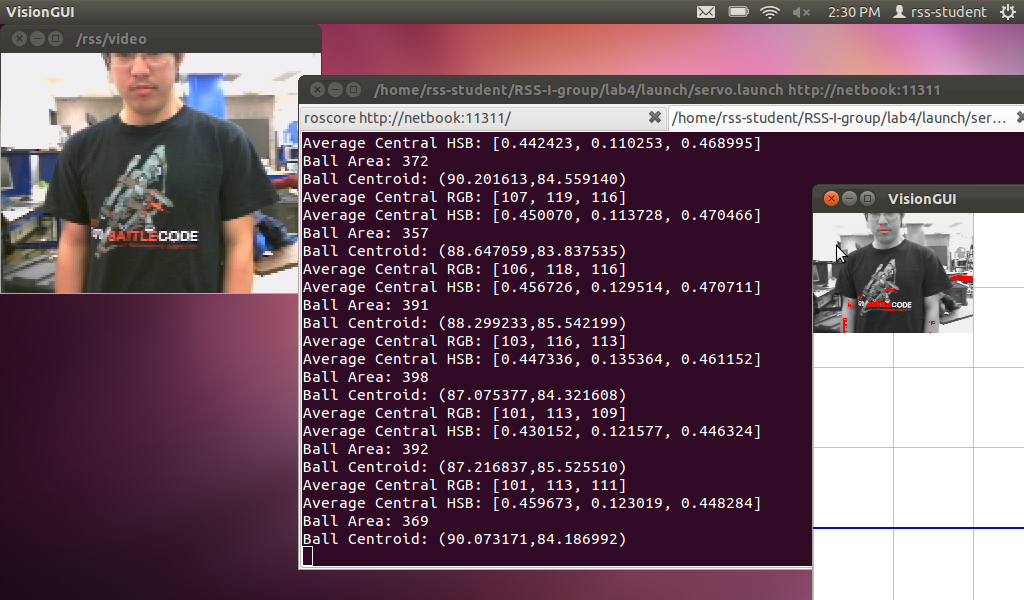 VisionGUI
2:30 PM
rss-student
/rss/video
BATTLECODE
/home/rss-student/RSS-I-group/lab4/launch/servo.launch http://netbook:11311
roscore http://netbook:11311/
/home/rss-student/RSS-I-group/lab4/launch/ser...
Average Central HSB: [0.442423, 0.110253, 0.468995]
Ball Area: 372
Ball Centroid: (90.201613,84.559140)
Average Central RGB: [107, 119, 116]
Average Central HSB: [0.450070, 0.113728, 0.470466]
Ball Area: 357
Ball Centroid: (88.647059,83.837535)
Average Central RGB: [106, 118, 116]
Average Central HSB: [0.456726, 0.129514, 0.470711]
Ball Area: 391
Ball Centroid: (88.299233,85.542199)
Average Central RGB: [103, 116, 113]
Average Central HSB: [0.447336, 0.135364, 0.461152]
Ball Area: 398
Ball Centroid: (87.075377,84.321608)
Average Central RGB: [101, 113, 109]
Average Central HSB: [0.430152, 0.121577, 0.446324]
Ball Area: 392
Ball Centroid: (87.216837,85.525510)
Average Central RGB: [101, 113, 111]
Average Central HSB: [0.459673, 0.123019, 0.448284]
Ball Area: 369
Ball Centroid: (90.073171,84.186992)
VisionGUI
BATTLECODE